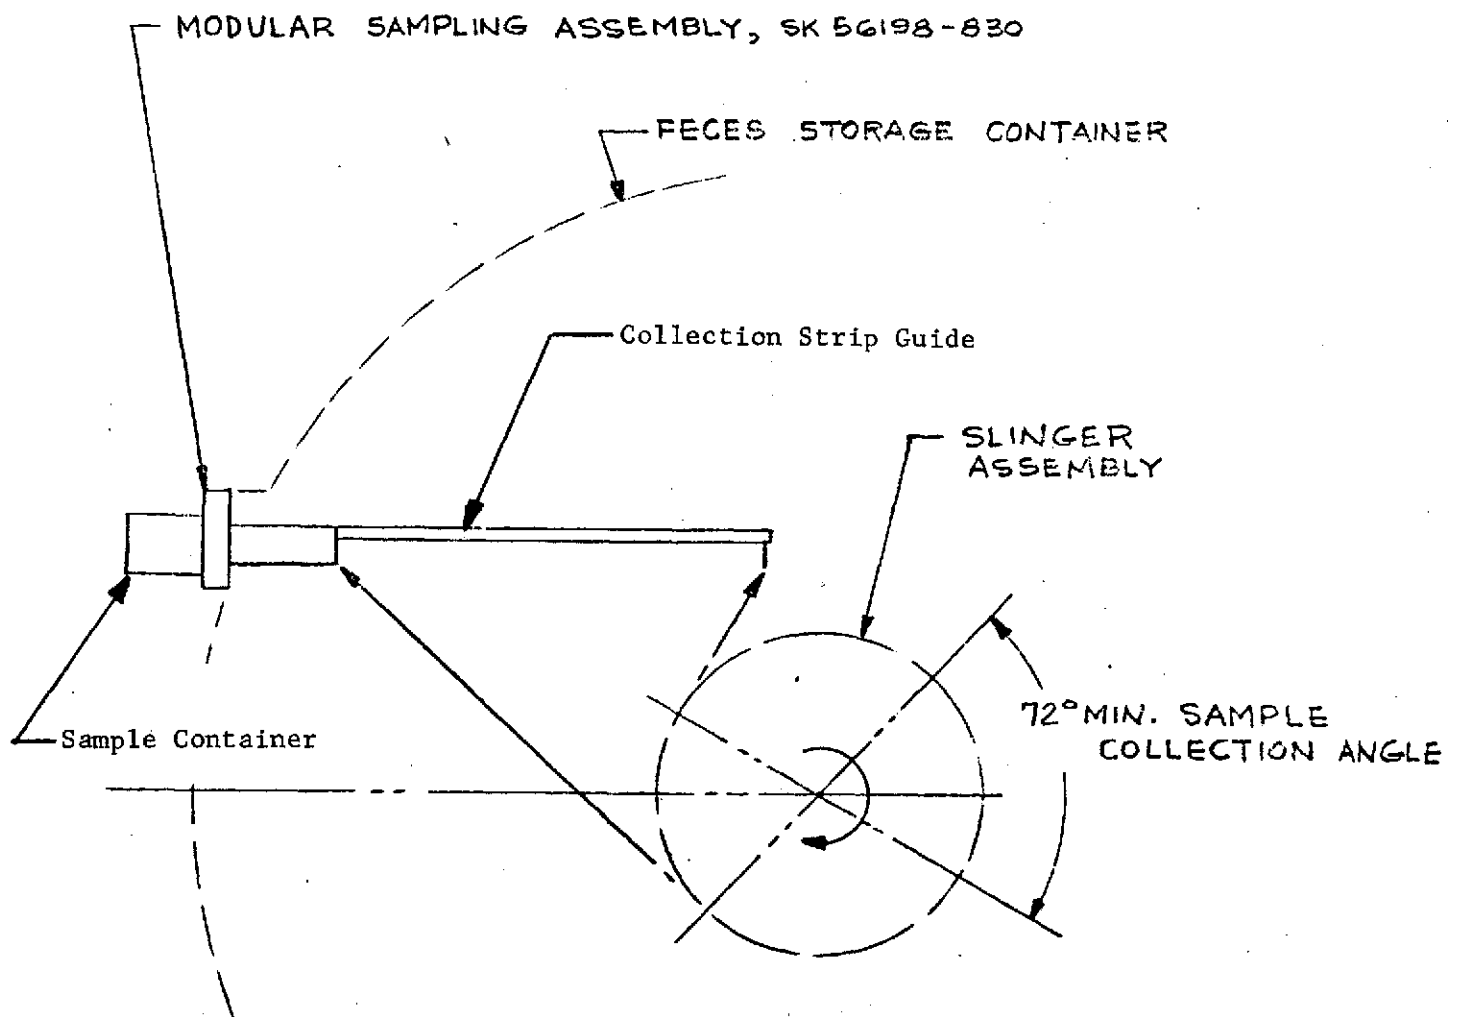 MODULAR SAMPLING ASSEMBLY, SK 56198-830
FECES STORAGE CONTAINER
Collection Strip Guide
SLINGER
ASSEMBLY
72° MIN. SAMPLE
COLLECTION ANGLE
Sample Container